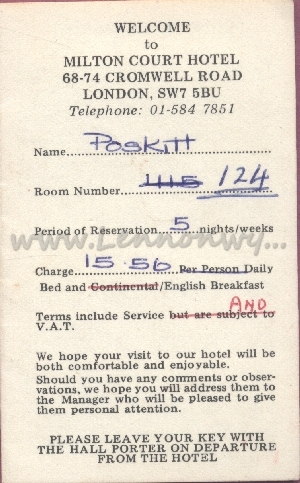 WELCOME
to
MILTON COURT HOTEL
68-74 CROMWELL ROAD
LONDON, SW7 5BU
Telephone: 01-584 7851
Name Poskitt
Room Number 415 124
Period of Reservation 5 nights/weeks
www.Lennonwq...
Charge 15 56 Per Person Daily
Bed and Continental/English Breakfast
AND
Terms include Service but are subject to
V.A.T.
We hope your visit to our hotel will be
both comfortable and enjoyable.
Should you have any comments or obser-
vations, we hope you will address them to
the Manager who will be pleased to give
them personal attention.
PLEASE LEAVE YOUR KEY WITH
THE HALL PORTER ON DEPARTURE
FROM THE HOTEL